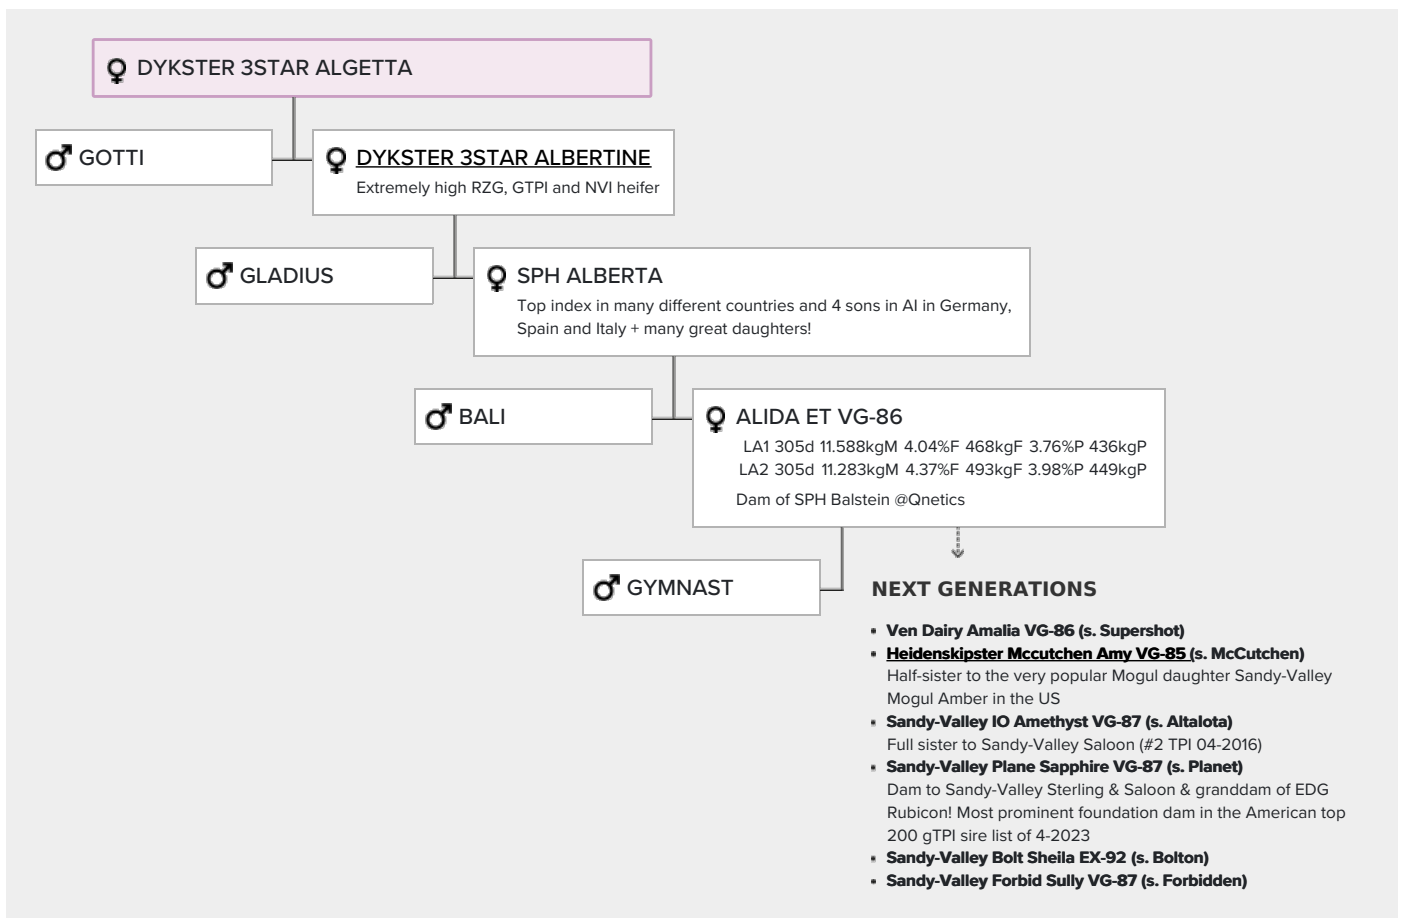 DYKSTER 3STAR ALGETTA
GOTTI
DYKSTER 3STAR ALBERTINE
Extremely high RZG, GTPI and NVI heifer
GLADIUS
SPH ALBERTA
Top index in many different countries and 4 sons in AI in Germany,
Spain and Italy + many great daughters!
BALI
ALIDA ET VG-86
LA1 305d 11.588kgM 4.04%F 468kgF 3.76%P 436kgP
LA2 305d 11.283kgM 4.37%F 493kgF 3.98%P 449kgP
Dam of SPH Balstein @Qnetics
GYMNAST
NEXT GENERATIONS
Ven Dairy Amalia VG-86 (s. Supershot)
Heidenskipster Mccutchen Amy VG-85 (s. McCutchen)
Half-sister to the very popular Mogul daughter Sandy-Valley
Mogul Amber in the US
Sandy-Valley IO Amethyst VG-87 (s. Altalota)
Full sister to Sandy-Valley Saloon (#2 TPI 04-2016)
Sandy-Valley Plane Sapphire VG-87 (s. Planet)
Dam to Sandy-Valley Sterling & Saloon & granddam of EDG
Rubicon! Most prominent foundation dam in the American top
200 gTPI sire list of 4-2023
Sandy-Valley Bolt Sheila EX-92 (s. Bolton)
Sandy-Valley Forbid Sully VG-87 (s. Forbidden)